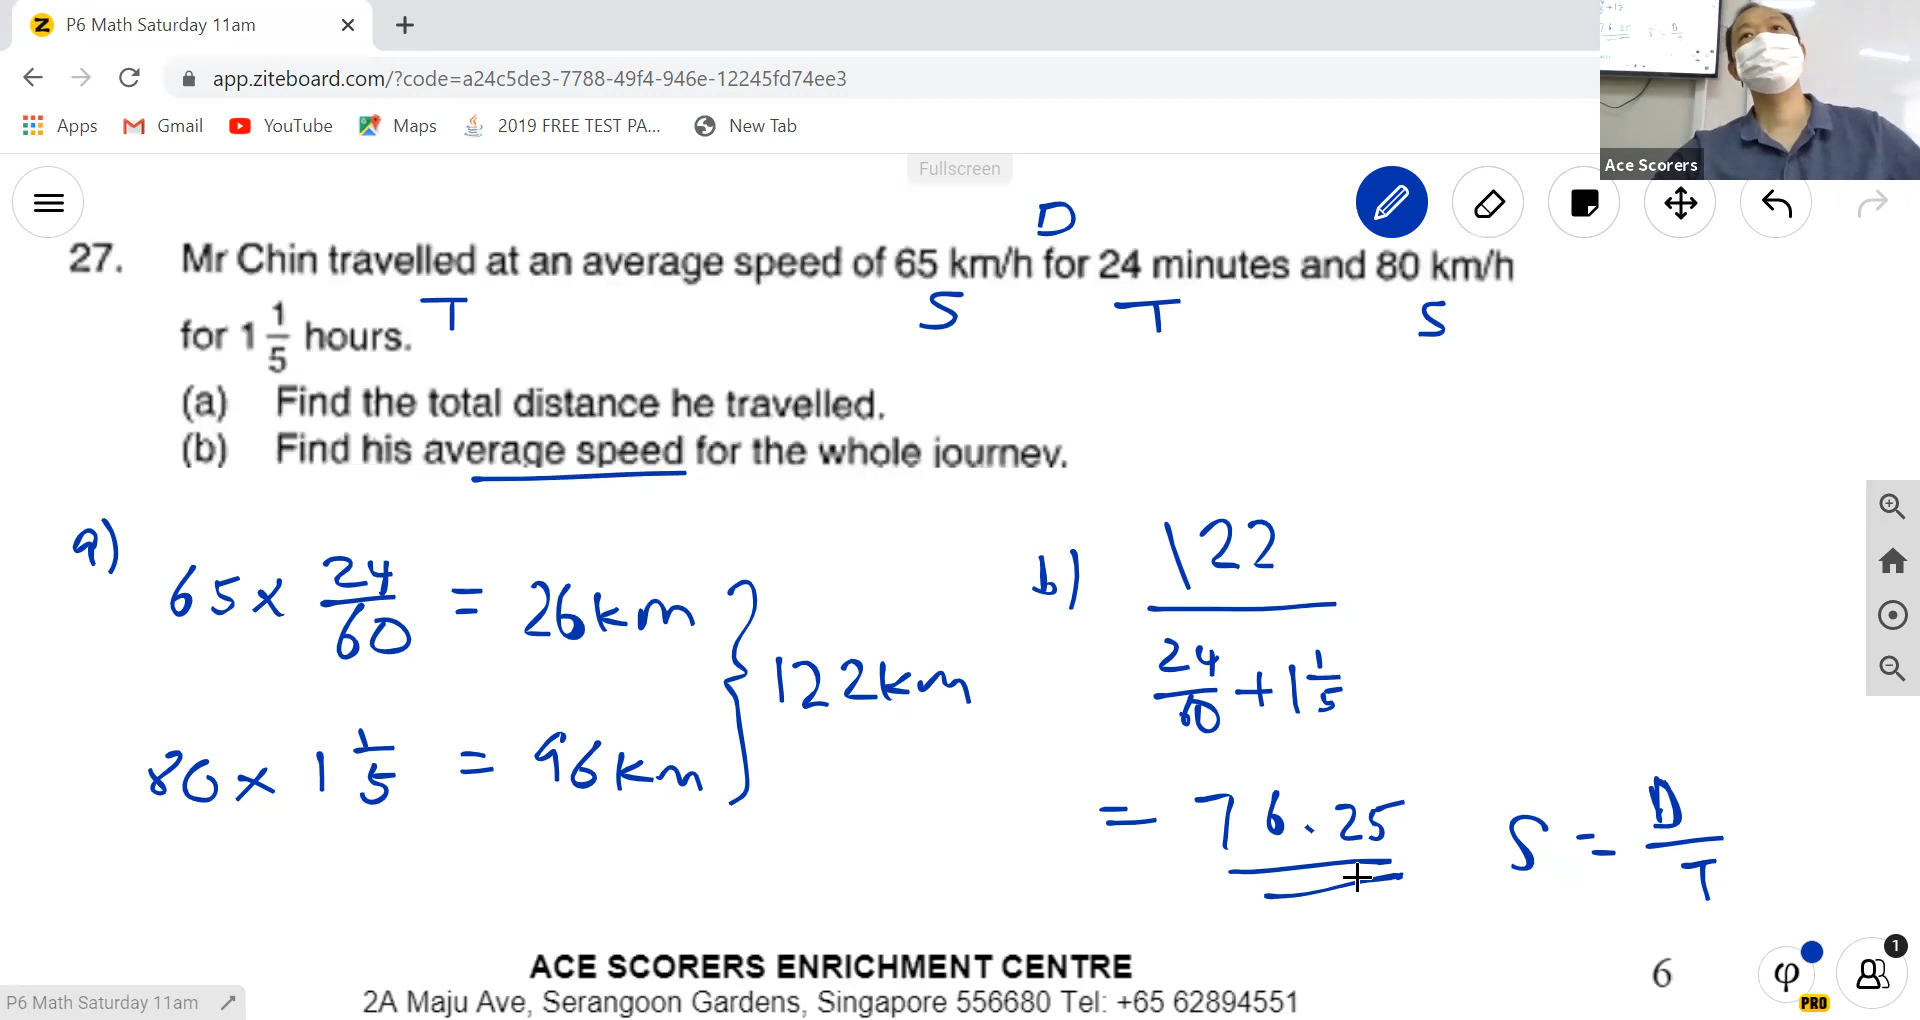 P6 Math Saturday 11am
app.ziteboard.com/?code=a24c5de3-7788-49f4-946e-12245fd74ee3
Apps Gmail YouTube Maps 2019 FREE TEST PA... New Tab
Ace Scorers
Fullscreen
D
27. Mr Chin travelled at an average speed of 65 km/h for 24 minutes and 80 km/h
T S T S
for 1 1/5 hours.
(a) Find the total distance he travelled.
(b) Find his average speed for the whole journey.
a) 65 x 24/60 = 26km
80 x 1 1/5 = 96km
122km
b) 122
24/60 + 1 1/5
= 76.25
S = D/T
ACE SCORERS ENRICHMENT CENTRE
2A Maju Ave, Serangoon Gardens, Singapore 556680 Tel: +65 62894551
6
P6 Math Saturday 11am
φ PRO
1